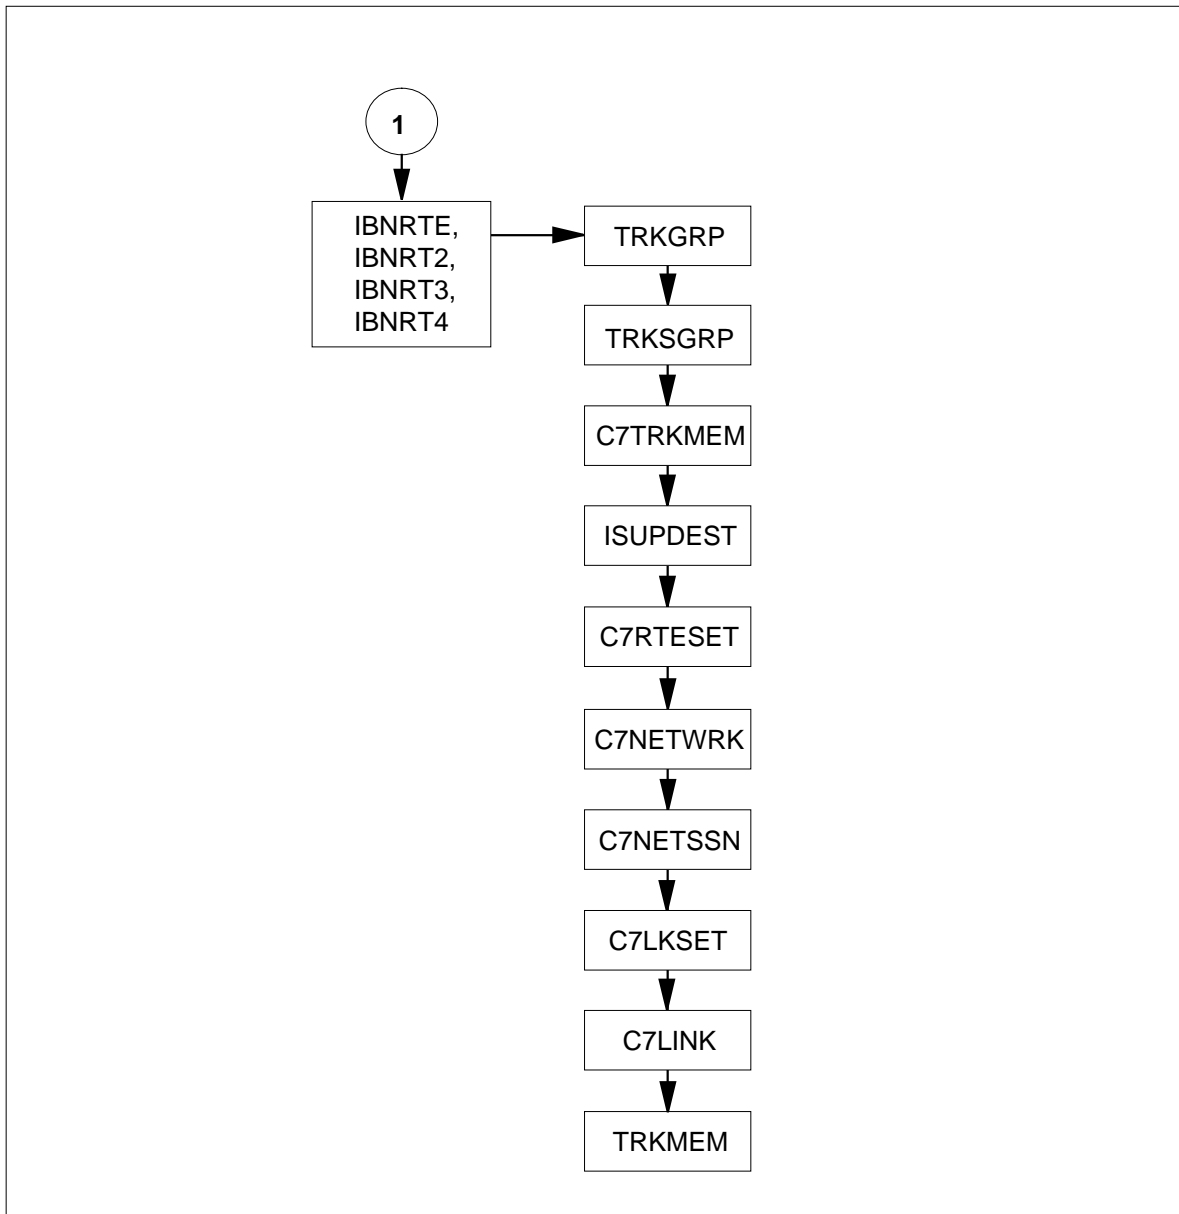 1
IBNRTE,
IBNRT2,
IBNRT3,
IBNRT4
TRKGRP
TRKSGRP
C7TRKMEM
ISUPDEST
C7RTESET
C7NETWRK
C7NETSSN
C7LKSET
C7LINK
TRKMEM